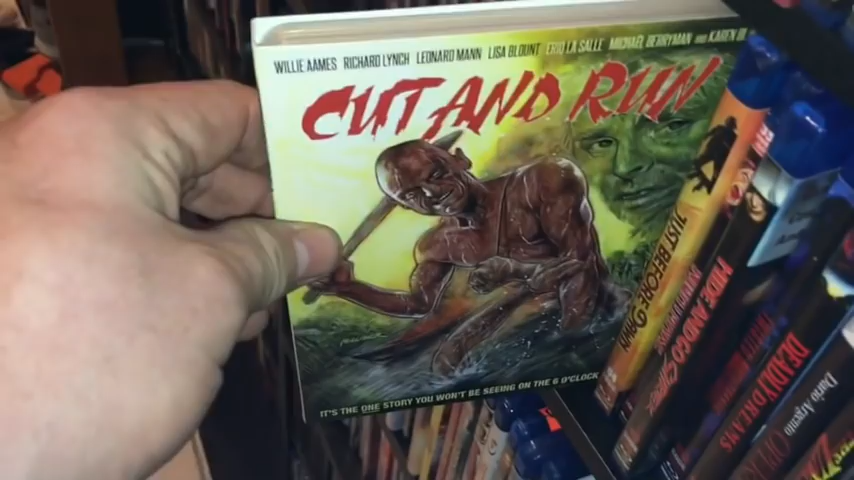 WILLIE AAMES RICHARD LYNCH LEONARD MANN LISA BLOUNT ERIQ LA SALLE MICHAEL BERRYMAN AND KAREN
CUT AND RUN
IT'S THE ONE STORY YOU WON'T BE SEEING ON THE 6 O'CLOCK
JUST BEFORE DAWN
HIDE AND GO SHRIEK
DEADLY DREAMS
Dario Argento